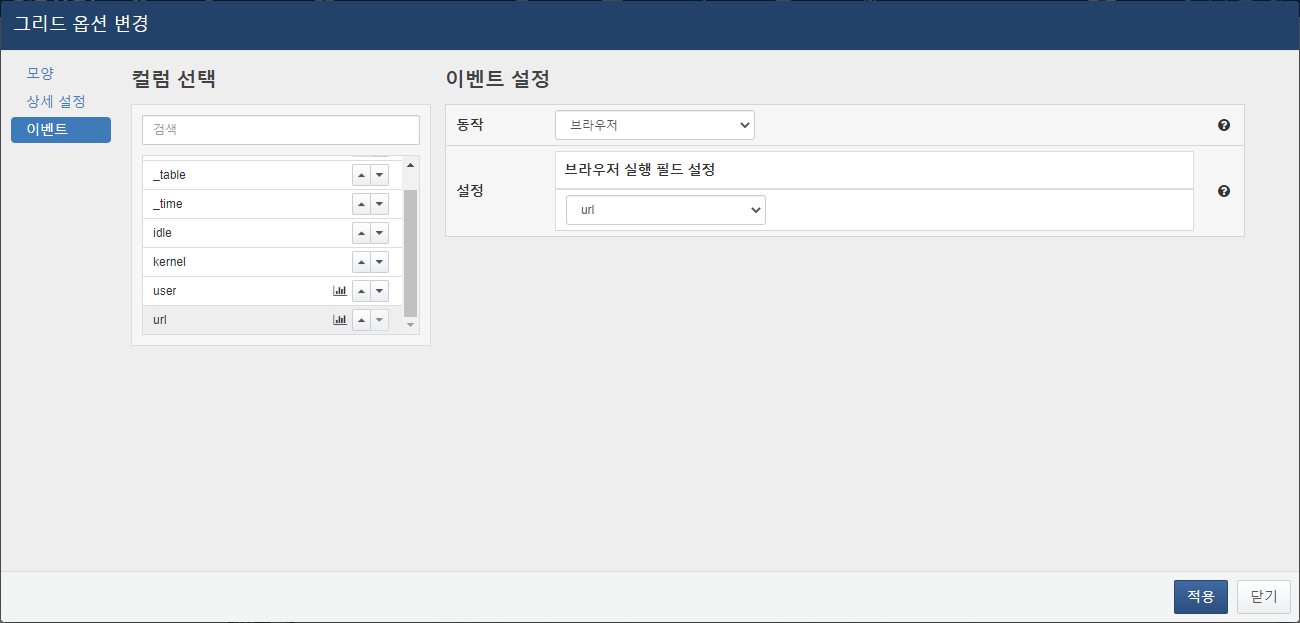 그리드 옵션 변경
모양
상세 설정
이벤트
컬럼 선택
검색
_table
_time
idle
kernel
user
url
이벤트 설정
동작
브라우저
설정
브라우저 실행 필드 설정
url
적용
닫기